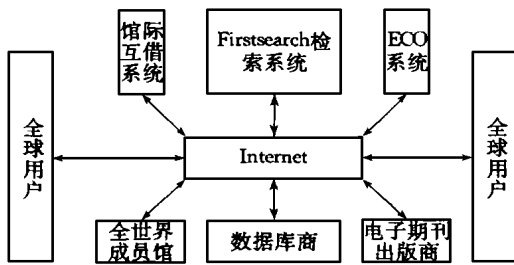 馆际
互借
系统
Firstsearch检
索系统
ECO
系统
全球用户
Internet
全球用户
全世界
成员馆
数据库商
电子期刊
出版商